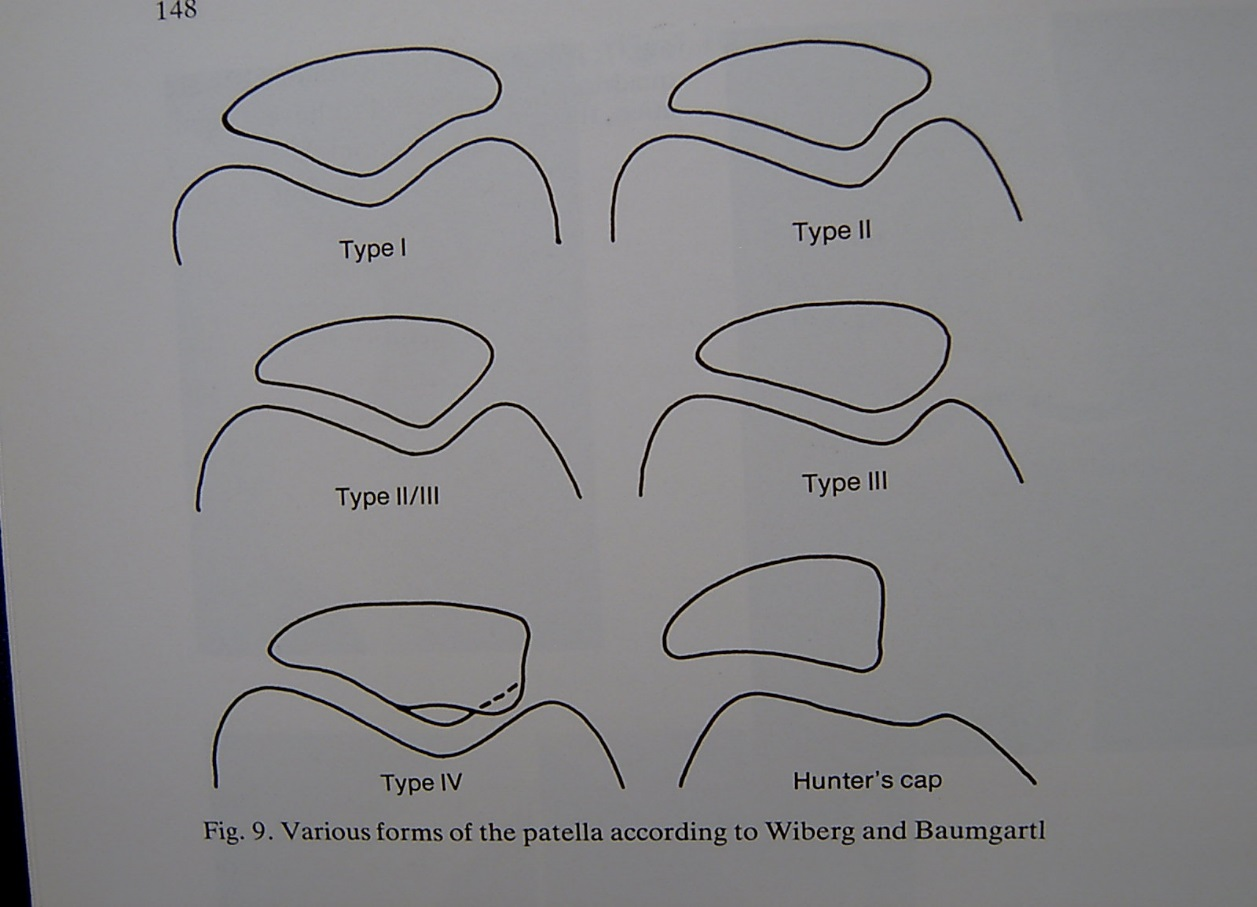 148
Type I
Type II
Type II/III
Type III
Type IV
Hunter's cap
Fig. 9. Various forms of the patella according to Wiberg and Baumgartl